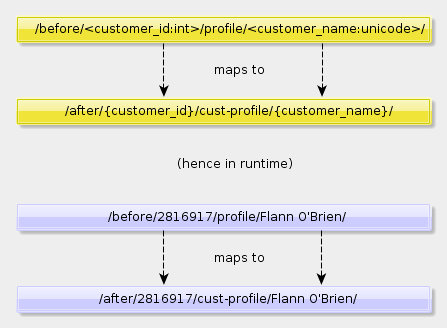 /before/<customer_id:int>/profile/<customer_name:unicode>/
maps to
/after/{customer_id}/cust-profile/{customer_name}/
(hence in runtime)
/before/2816917/profile/Flann O'Brien/
maps to
/after/2816917/cust-profile/Flann O'Brien/